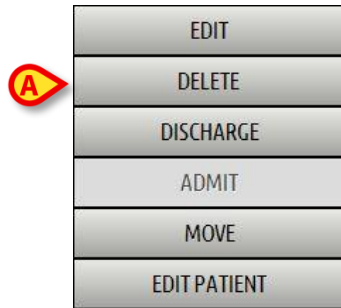 EDIT
A DELETE
DISCHARGE
ADMIT
MOVE
EDIT PATIENT